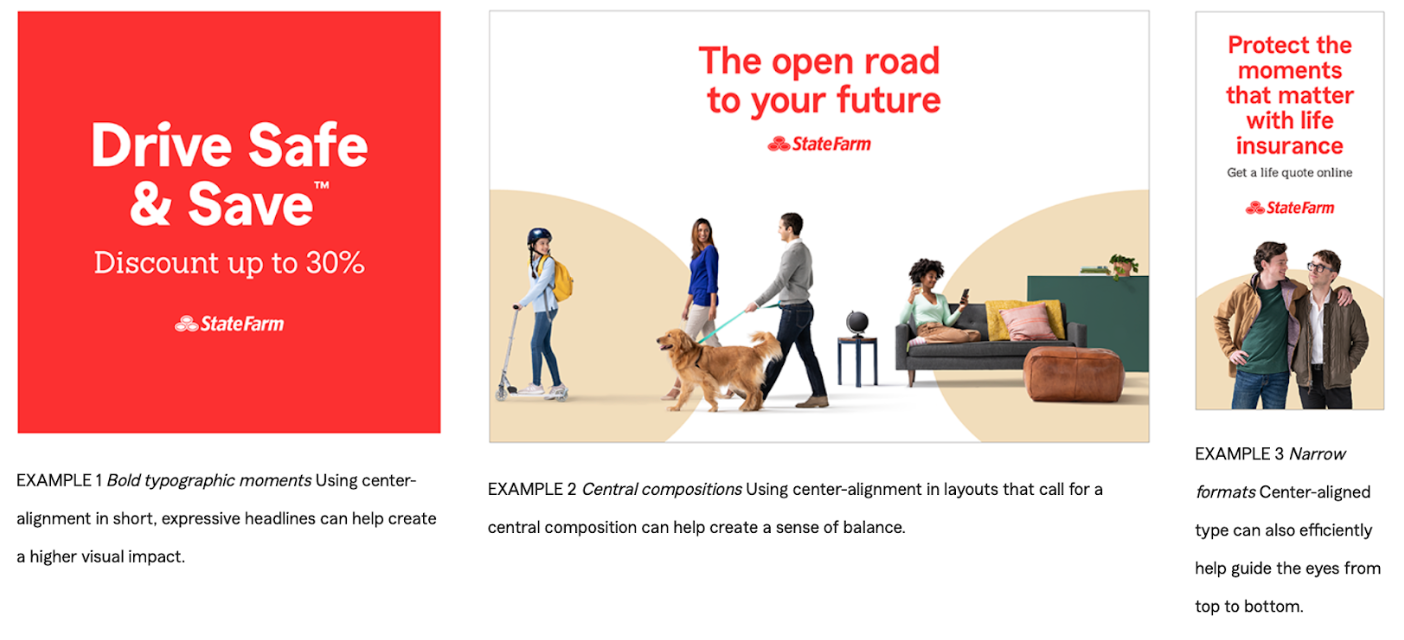 Drive Safe
& Save™
Discount up to 30%
StateFarm
EXAMPLE 1 Bold typographic moments Using center-
alignment in short, expressive headlines can help create
a higher visual impact.
The open road
to your future
StateFarm
EXAMPLE 2 Central compositions Using center-alignment in layouts that call for a
central composition can help create a sense of balance.
Protect the
moments
that matter
with life
insurance
Get a life quote online
StateFarm
EXAMPLE 3 Narrow
formats Center-aligned
type can also efficiently
help guide the eyes from
top to bottom.